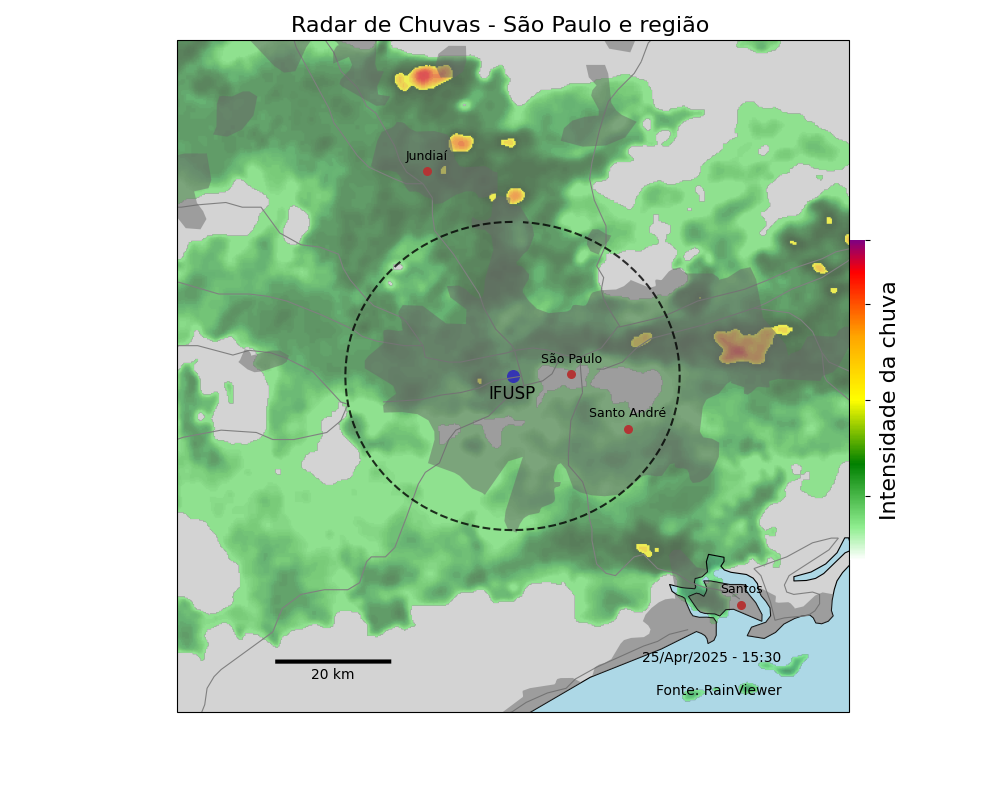 Radar de Chuvas - São Paulo e região
Jundiaí
São Paulo
IFUSP
Santo André
Intensidade da chuva
Santos
25/Apr/2025 - 15:30
20 km
Fonte: RainViewer